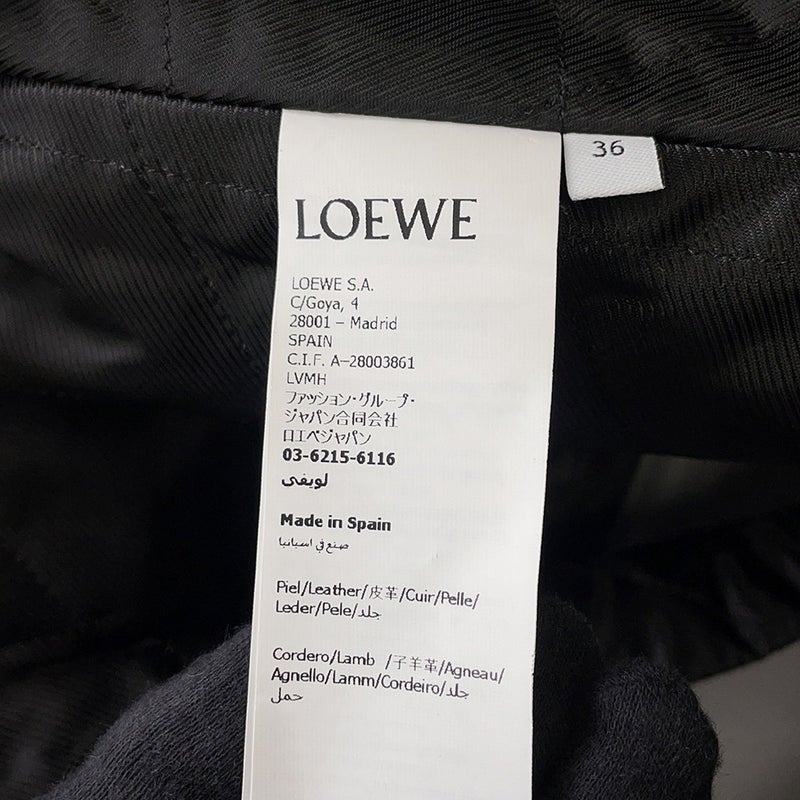 36
LOEWE
LOEWE S.A.
C/Goya, 4
28001 – Madrid
SPAIN
C.I.F. A–28003861
LVMH
ファッション・グループ・
ジャパン合同会社
ロエベジャパン
03-6215-6116
لويفي
Made in Spain
صنع في اسبانيا
Piel/Leather/皮革/Cuir/Pelle/
Leder/Pele/جلد
Cordero/Lamb /子羊革/Agneau/
Agnello/Lamm/Cordeiro/جلد
حمل